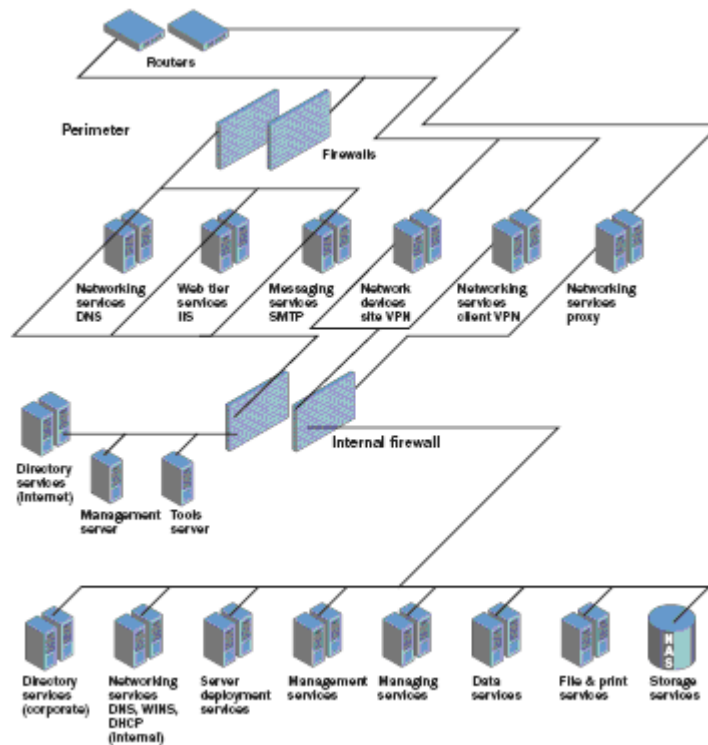 Routers
Perimeter
Firewalls
Networking
services
DNS
Web tier
services
IIS
Messaging
services
SMTP
Network
devices
site VPN
Networking
services
client VPN
Networking
services
proxy
Internal firewall
Directory
services
(Internet)
Management
server
Tools
server
Directory
services
(corporate)
Networking
services
DNS, WINS,
DHCP
(Internal)
Server
deployment
services
Management
services
Managing
services
Data
services
File & print
services
NAS
Storage
services